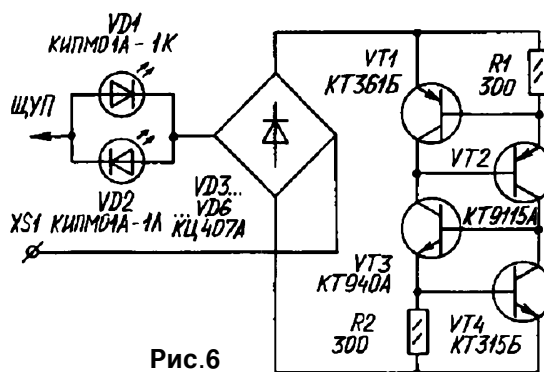 VD1
КИПМ01А-1К
ЩУП
VD2
XS1 КИПМ01А-1Л
VD3...
VD6
КЦ407А
VT1
КТ361Б
R1
300
VT2
КТ9115А
VT3
КТ940А
R2
300
VT4
КТ315Б
Рис.6